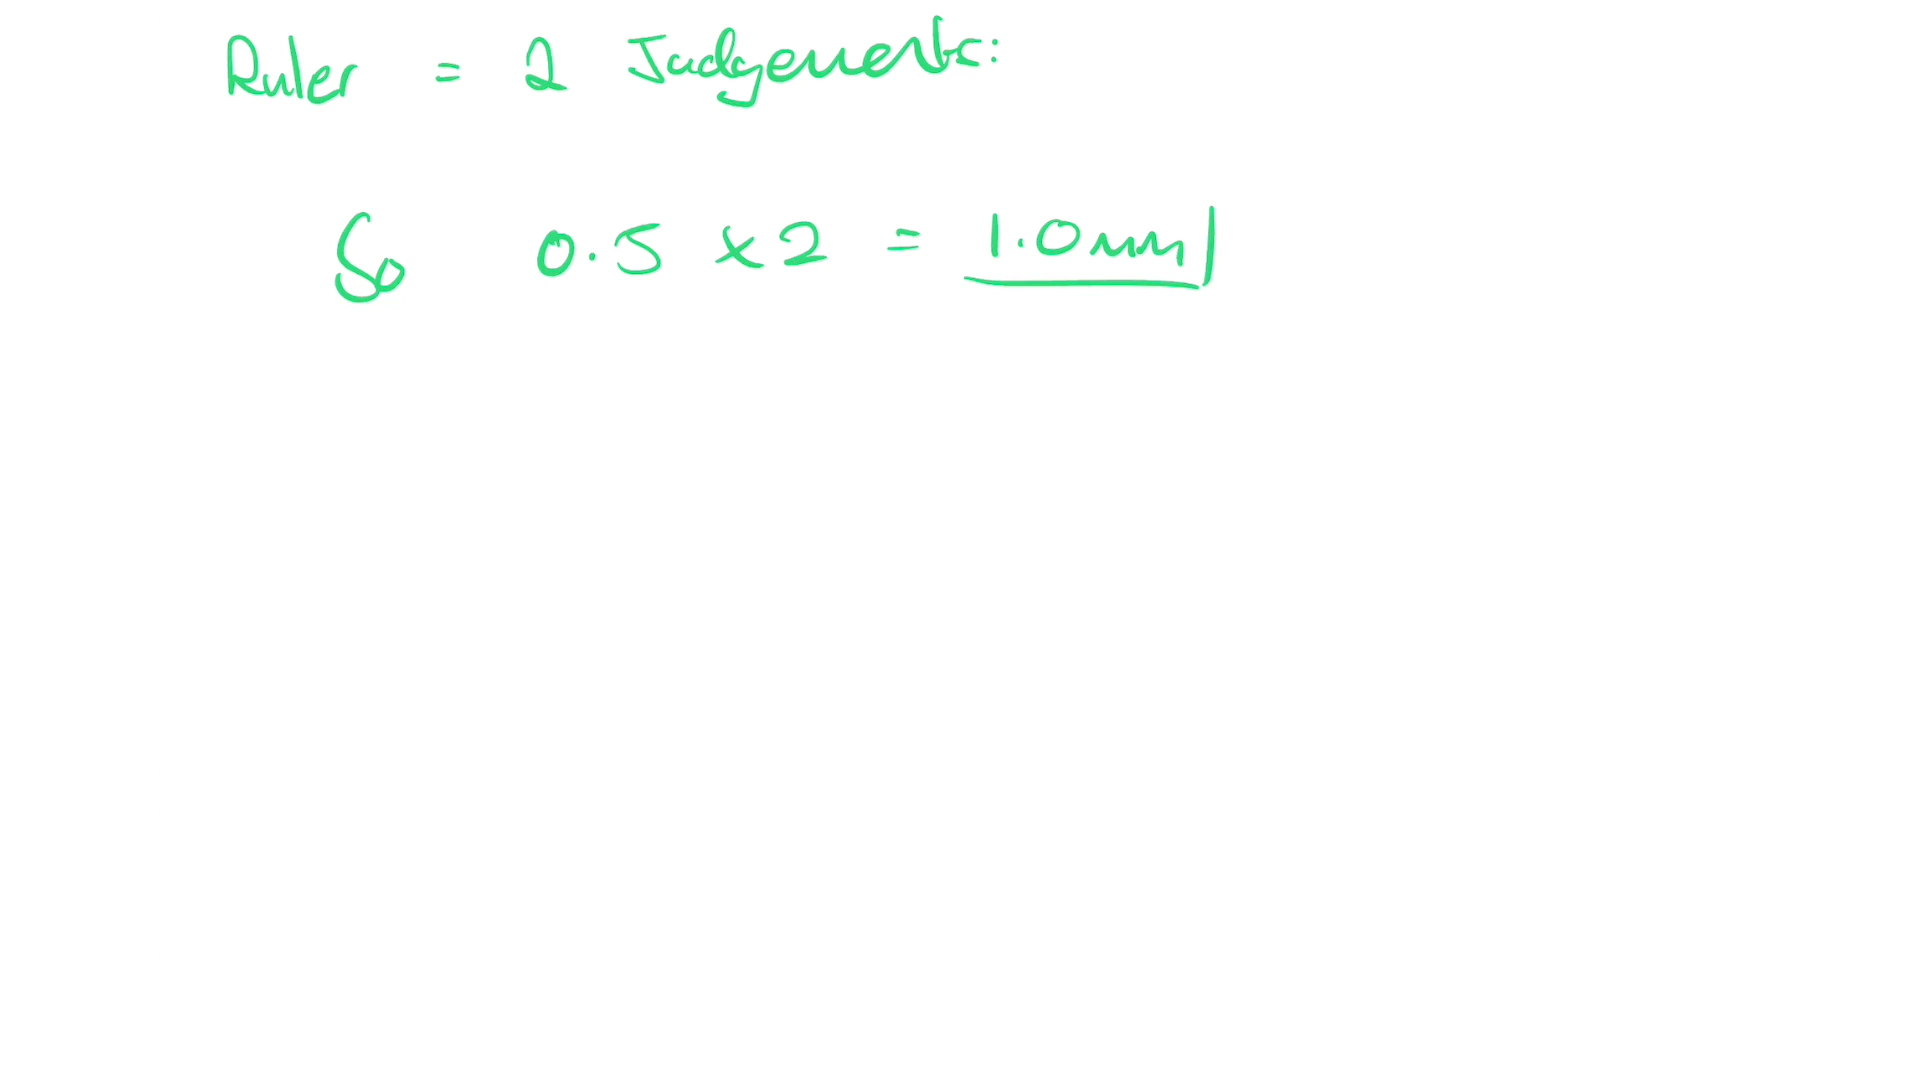 Ruler = 2 Judgements:
So 0.5 x 2 = 1.0mm